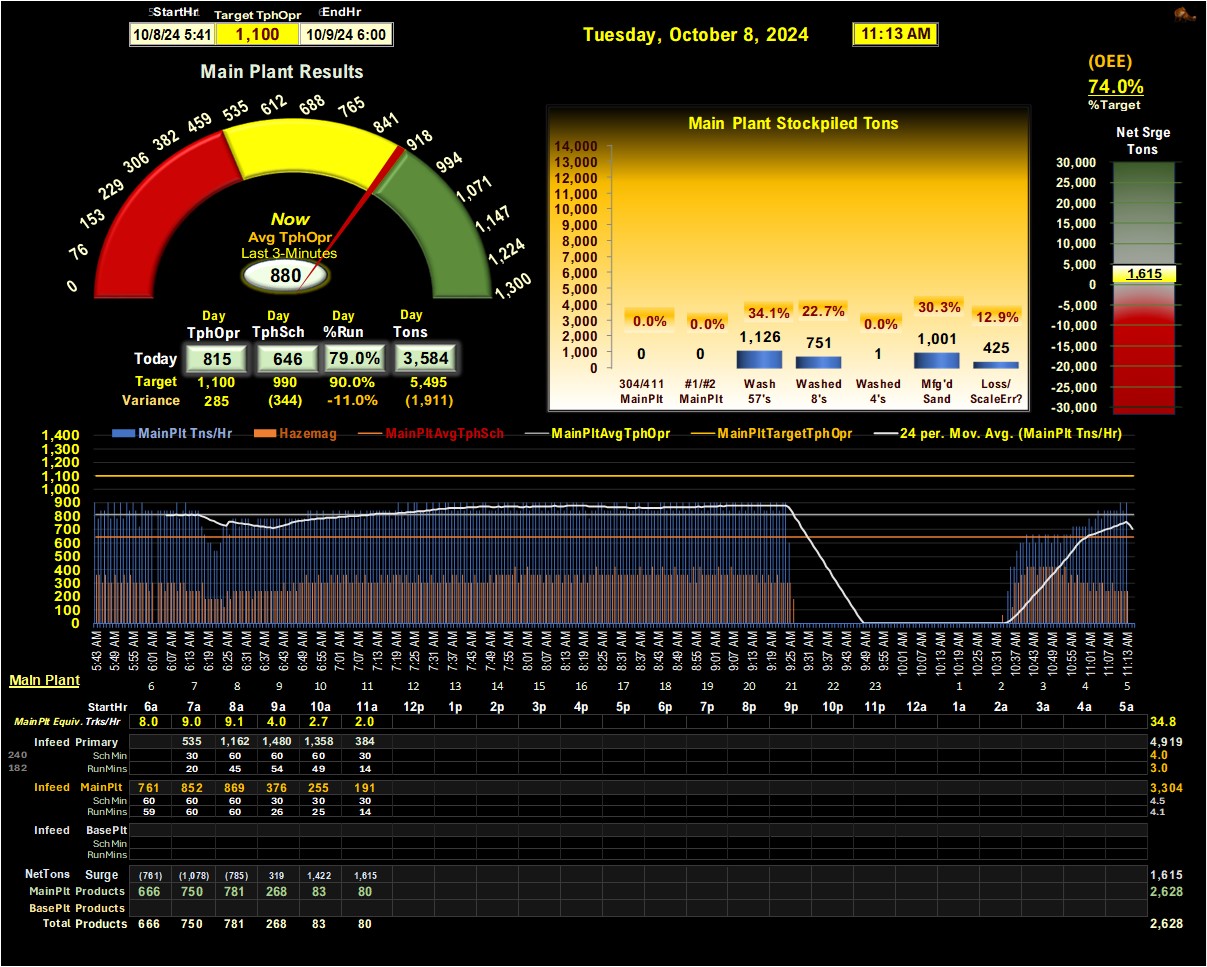 StartHr Target TphOpr EndHr
10/8/24 5:41 1,100 10/9/24 6:00
Tuesday, October 8, 2024 11:13 AM
(OEE)
74.0%
%Target
Main Plant Results
0 76 153 229 306 382 459 535 612 688 765 841 918 994 1,071 1,147 1,224 1,300
Now
Avg TphOpr
Last 3-Minutes
880
Day Day Day Day
TphOpr TphSch %Run Tons
Today 815 646 79.0% 3,584
Target 1,100 990 90.0% 5,495
Variance 285 (344) -11.0% (1,911)
Main Plant Stockpiled Tons
14,000
13,000
12,000
11,000
10,000
9,000
8,000
7,000
6,000
5,000
4,000
3,000
2,000
1,000
0
0.0% 0.0% 34.1% 22.7% 0.0% 30.3% 12.9%
0 0 1,126 751 1 1,001 425
304/411 #1/#2 Wash Washed Washed Mfg'd Loss/
MainPlt MainPlt 57's 8's 4's Sand ScaleErr?
Net Srge
Tons
30,000
25,000
20,000
15,000
10,000
5,000
0
-5,000
-10,000
-15,000
-20,000
-25,000
-30,000
1,615
MainPlt Tns/Hr Hazemag MainPltAvgTphSch MainPltAvgTphOpr MainPltTargetTphOpr 24 per. Mov. Avg. (MainPlt Tns/Hr)
1,400
1,300
1,200
1,100
1,000
900
800
700
600
500
400
300
200
100
0
5:43 AM 5:49 AM 5:55 AM 6:01 AM 6:07 AM 6:19 AM 6:25 AM 6:31 AM 6:37 AM 6:43 AM 6:49 AM 6:55 AM 7:01 AM 7:07 AM 7:13 AM 7:19 AM 7:25 AM 7:31 AM 7:37 AM 7:43 AM 7:49 AM 7:55 AM 8:01 AM 8:07 AM 8:13 AM 8:19 AM 8:25 AM 8:31 AM 8:37 AM 8:43 AM 8:49 AM 8:55 AM 9:01 AM 9:07 AM 9:13 AM 9:19 AM 9:25 AM 9:31 AM 9:37 AM 9:43 AM 9:49 AM 9:55 AM 10:01 AM 10:07 AM 10:13 AM 10:19 AM 10:25 AM 10:31 AM 10:37 AM 10:43 AM 10:49 AM 10:55 AM 11:01 AM 11:07 AM 11:13 AM
Main Plant
6 7 8 9 10 11 12 13 14 15 16 17 18 19 20 21 22 23 1 2 3 4 5
StartHr 6a 7a 8a 9a 10a 11a 12p 1p 2p 3p 4p 5p 6p 7p 8p 9p 10p 11p 12a 1a 2a 3a 4a 5a
MainPlt Equiv. Trks/Hr 8.0 9.0 9.1 4.0 2.7 2.0 34.8
Infeed Primary 535 1,162 1,480 1,358 384 4,919
240 Sch Min 30 60 60 60 30 4.0
182 RunMins 20 45 54 49 14 3.0
Infeed MainPlt 761 852 869 376 255 191 3,304
Sch Min 60 60 60 30 30 30 4.5
RunMins 59 60 60 26 25 14 4.1
Infeed BasePlt
Sch Min
RunMins
NetTons Surge (761) (1,078) (785) 319 1,422 1,615 1,615
MainPlt Products 666 750 781 268 83 80 2,628
BasePlt Products
Total Products 666 750 781 268 83 80 2,628